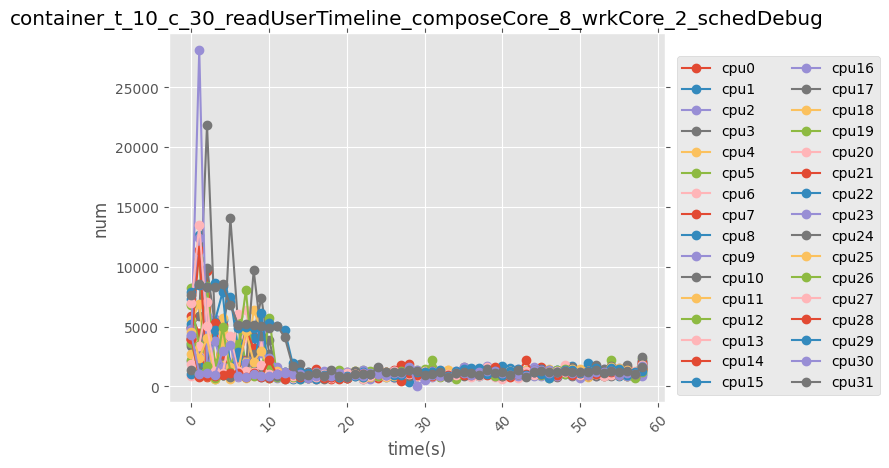 container_t_10_c_30_readUserTimeline_composeCore_8_wrkCore_2_schedDebug
25000
20000
15000
10000
5000
0
num
0 10 20 30 40 50 60
time(s)
cpu0 cpu16
cpu1 cpu17
cpu2 cpu18
cpu3 cpu19
cpu4 cpu20
cpu5 cpu21
cpu6 cpu22
cpu7 cpu23
cpu8 cpu24
cpu9 cpu25
cpu10 cpu26
cpu11 cpu27
cpu12 cpu28
cpu13 cpu29
cpu14 cpu30
cpu15 cpu31